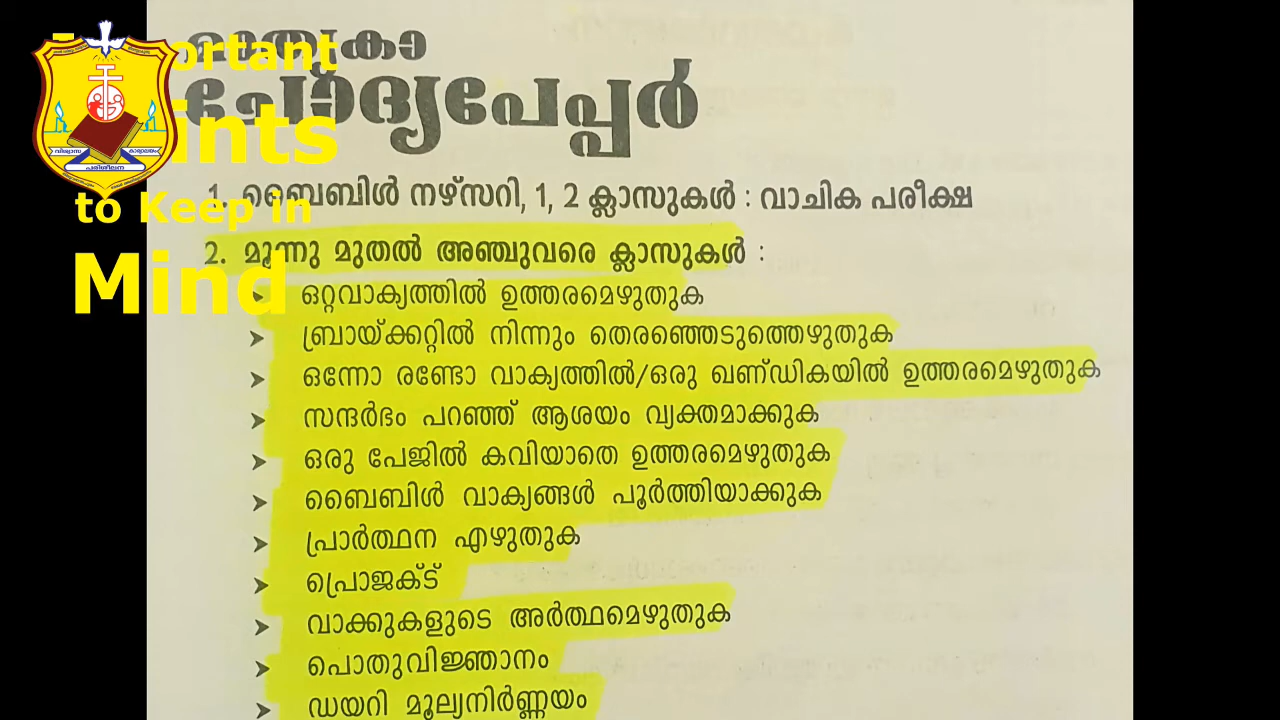 Important
Points
to Keep in
Mind
വിശ്വാസ
കാര്യാലയം
പരിശീലന
മാതൃകാ
ചോദ്യപേപ്പർ
1. ബൈബിൾ നഴ്സറി, 1, 2 ക്ലാസുകൾ : വാചിക പരീക്ഷ
2. മൂന്നു മുതൽ അഞ്ചുവരെ ക്ലാസുകൾ :
➤ ഒറ്റവാക്യത്തിൽ ഉത്തരമെഴുതുക
➤ ബ്രായ്ക്കറ്റിൽ നിന്നും തെരഞ്ഞെടുത്തെഴുതുക
➤ ഒന്നോ രണ്ടോ വാക്യത്തിൽ/ഒരു ഖണ്ഡികയിൽ ഉത്തരമെഴുതുക
➤ സന്ദർഭം പറഞ്ഞ് ആശയം വ്യക്തമാക്കുക
➤ ഒരു പേജിൽ കവിയാതെ ഉത്തരമെഴുതുക
➤ ബൈബിൾ വാക്യങ്ങൾ പൂർത്തിയാക്കുക
➤ പ്രാർത്ഥന എഴുതുക
➤ പ്രൊജക്ട്
➤ വാക്കുകളുടെ അർത്ഥമെഴുതുക
➤ പൊതുവിജ്ഞാനം
➤ ഡയറി മൂല്യനിർണ്ണയം